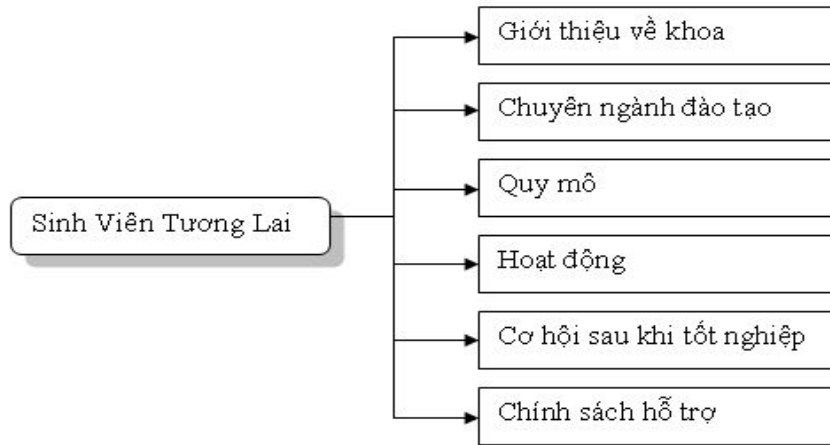 Giới thiệu về khoa
Chuyên ngành đào tạo
Quy mô
Sinh Viên Tương Lai
Hoạt động
Cơ hội sau khi tốt nghiệp
Chính sách hỗ trợ